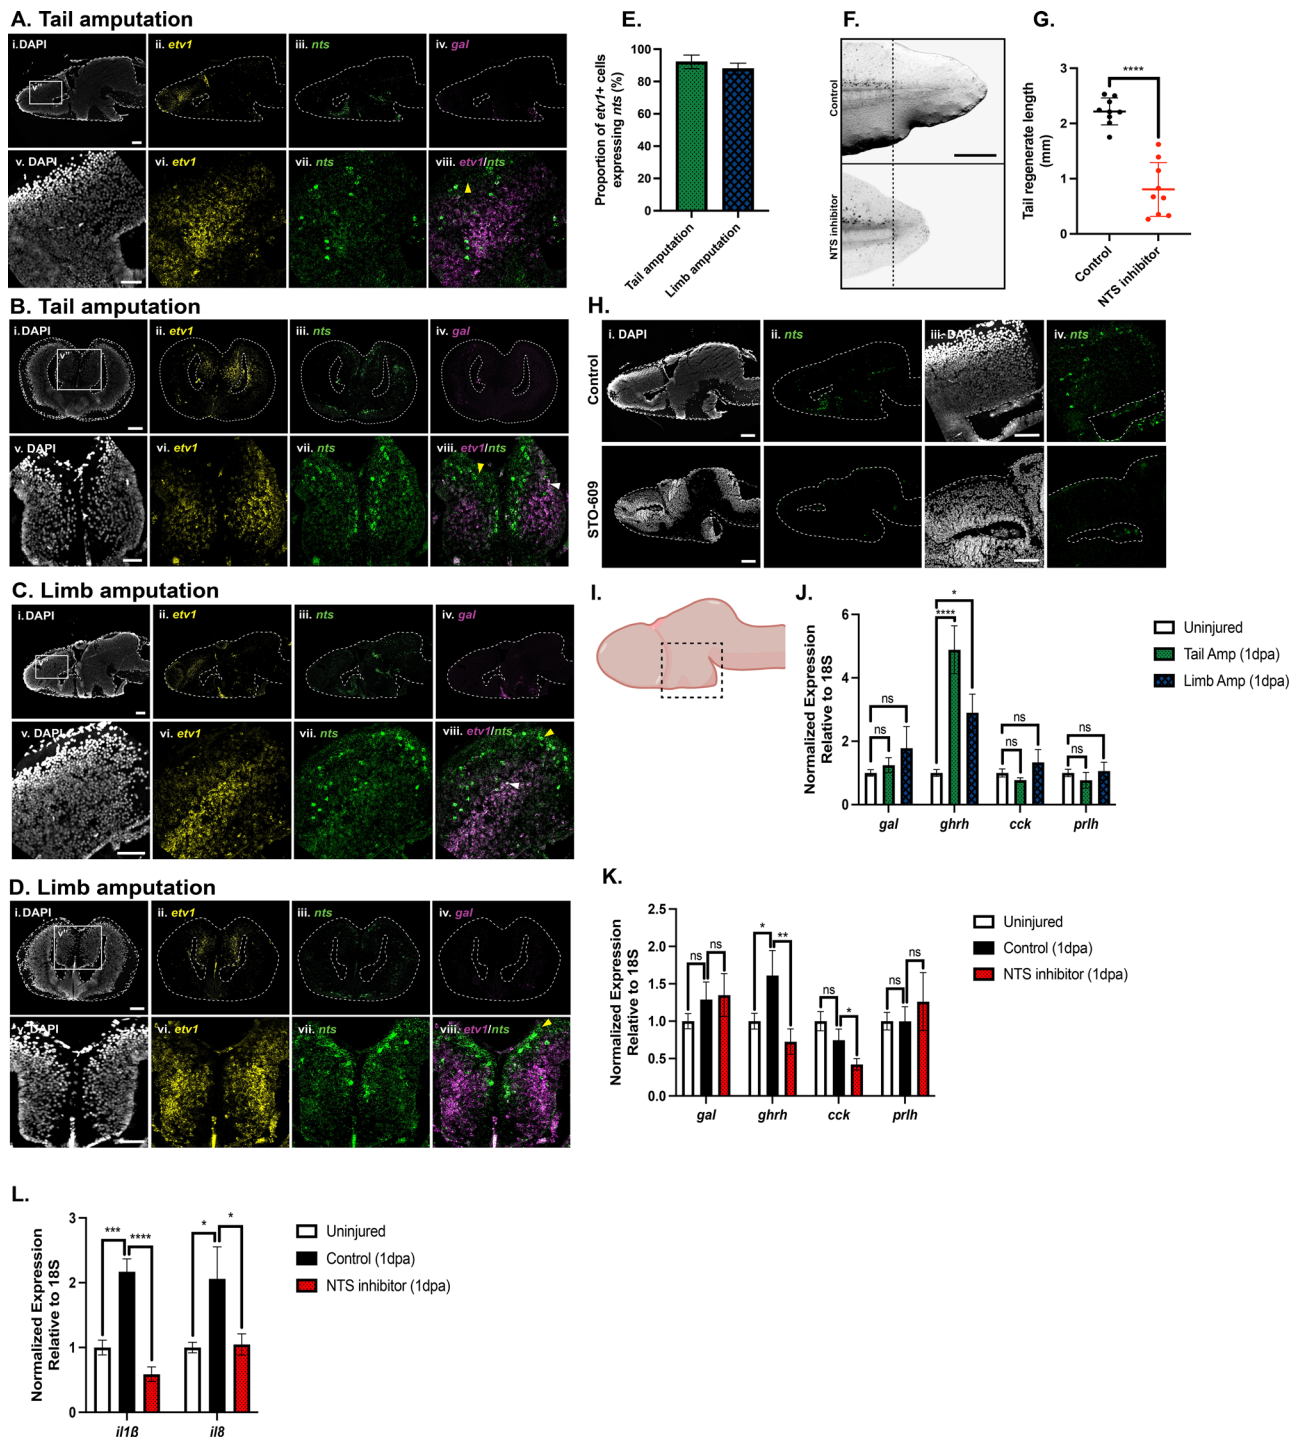 A. Tail amputation
i. DAPI
ii. etv1
iii. nts
iv. gal
v"
v. DAPI
vi. etv1
vii. nts
viii. etv1/nts
B. Tail amputation
i. DAPI
ii. etv1
iii. nts
iv. gal
v"
v. DAPI
vi. etv1
vii. nts
viii. etv1/nts
C. Limb amputation
i. DAPI
ii. etv1
iii. nts
iv. gal
v. DAPI
vi. etv1
vii. nts
viii. etv1/nts
D. Limb amputation
i. DAPI
ii. etv1
iii. nts
iv. gal
v. DAPI
vi. etv1
vii. nts
viii. etv1/nts
E.
Proportion of etv1+ cells
expressing nts (%)
100
80
60
40
20
0
Tail amputation
Limb amputation
F.
Control
NTS inhibitor
G.
Tail regenerate length
(mm)
3
2
1
0
****
Control
NTS inhibitor
H.
Control
i. DAPI
ii. nts
iii. DAPI
iv. nts
STO-609
I.
J.
Normalized Expression
Relative to 18S
6
4
2
0
ns
ns
****
*
ns
ns
ns
ns
gal
ghrh
cck
prlh
Uninjured
Tail Amp (1dpa)
Limb Amp (1dpa)
K.
Normalized Expression
Relative to 18S
2.5
2.0
1.5
1.0
0.5
0.0
ns
ns
*
**
ns
*
ns
ns
gal
ghrh
cck
prlh
Uninjured
Control (1dpa)
NTS inhibitor (1dpa)
L.
Normalized Expression
Relative to 18S
3
2
1
0
***
****
*
*
il1ß
il8
Uninjured
Control (1dpa)
NTS inhibitor (1dpa)